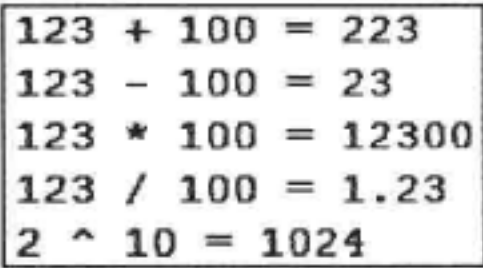 123 + 100 = 223
123 - 100 = 23
123 * 100 = 12300
123 / 100 = 1.23
2 ^ 10 = 1024